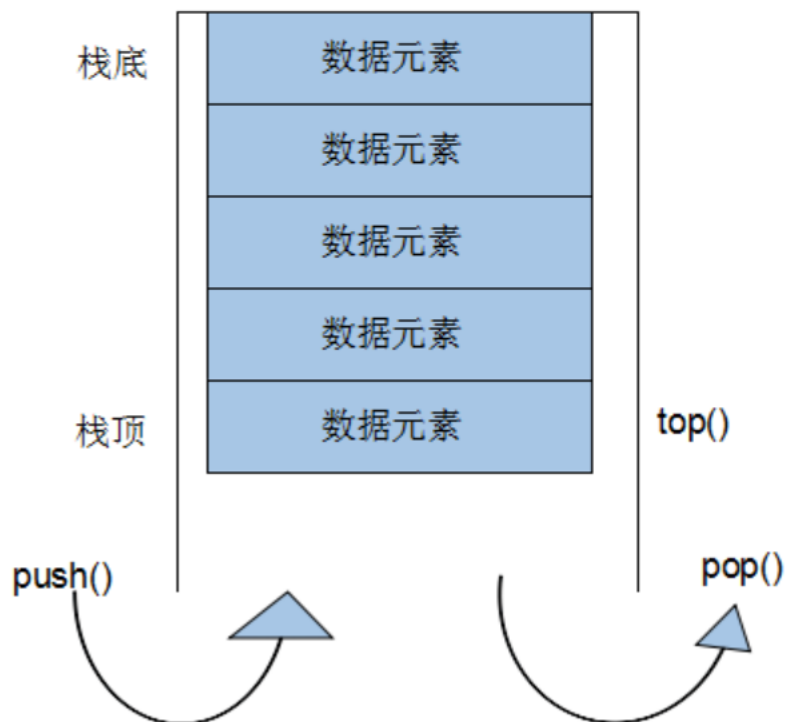 栈底
数据元素
数据元素
数据元素
数据元素
栈顶
数据元素
top()
push()
pop()